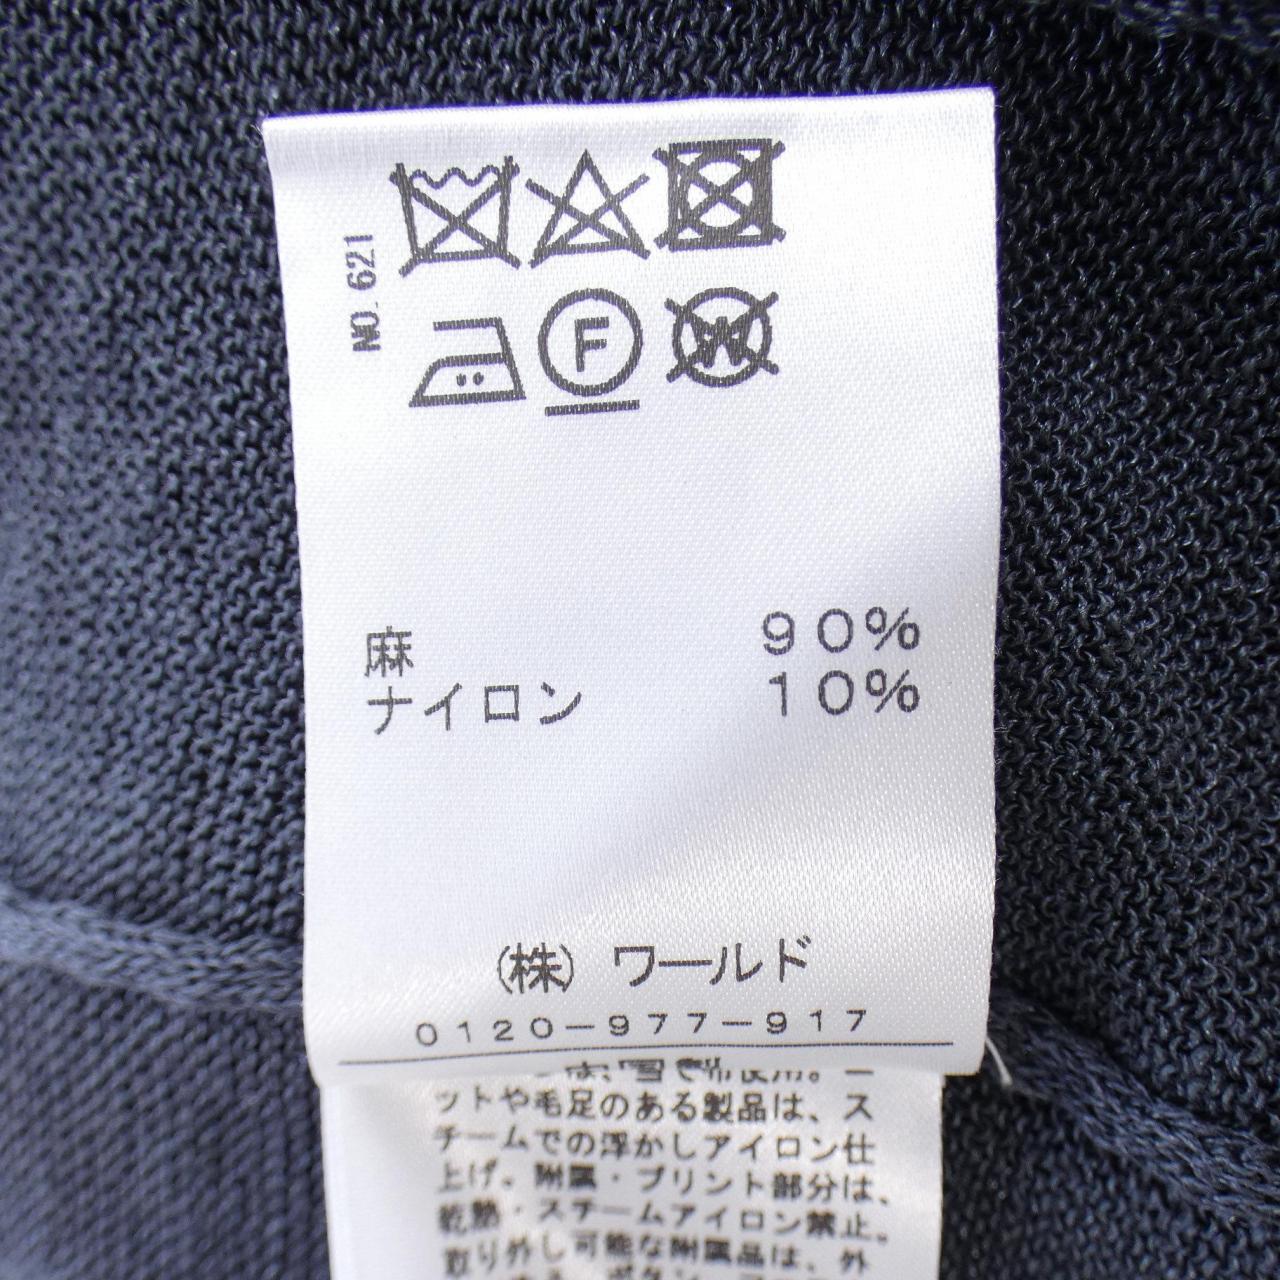 NO. 621
F
W
麻 90%
ナイロン 10%
(株) ワールド
0120-977-917
ットや毛足のある製品は、ス
チームでの浮かしアイロン仕
上げ。附属・プリント部分は、
乾熱・スチームアイロン禁止。
取り外し可能な附属品は、外